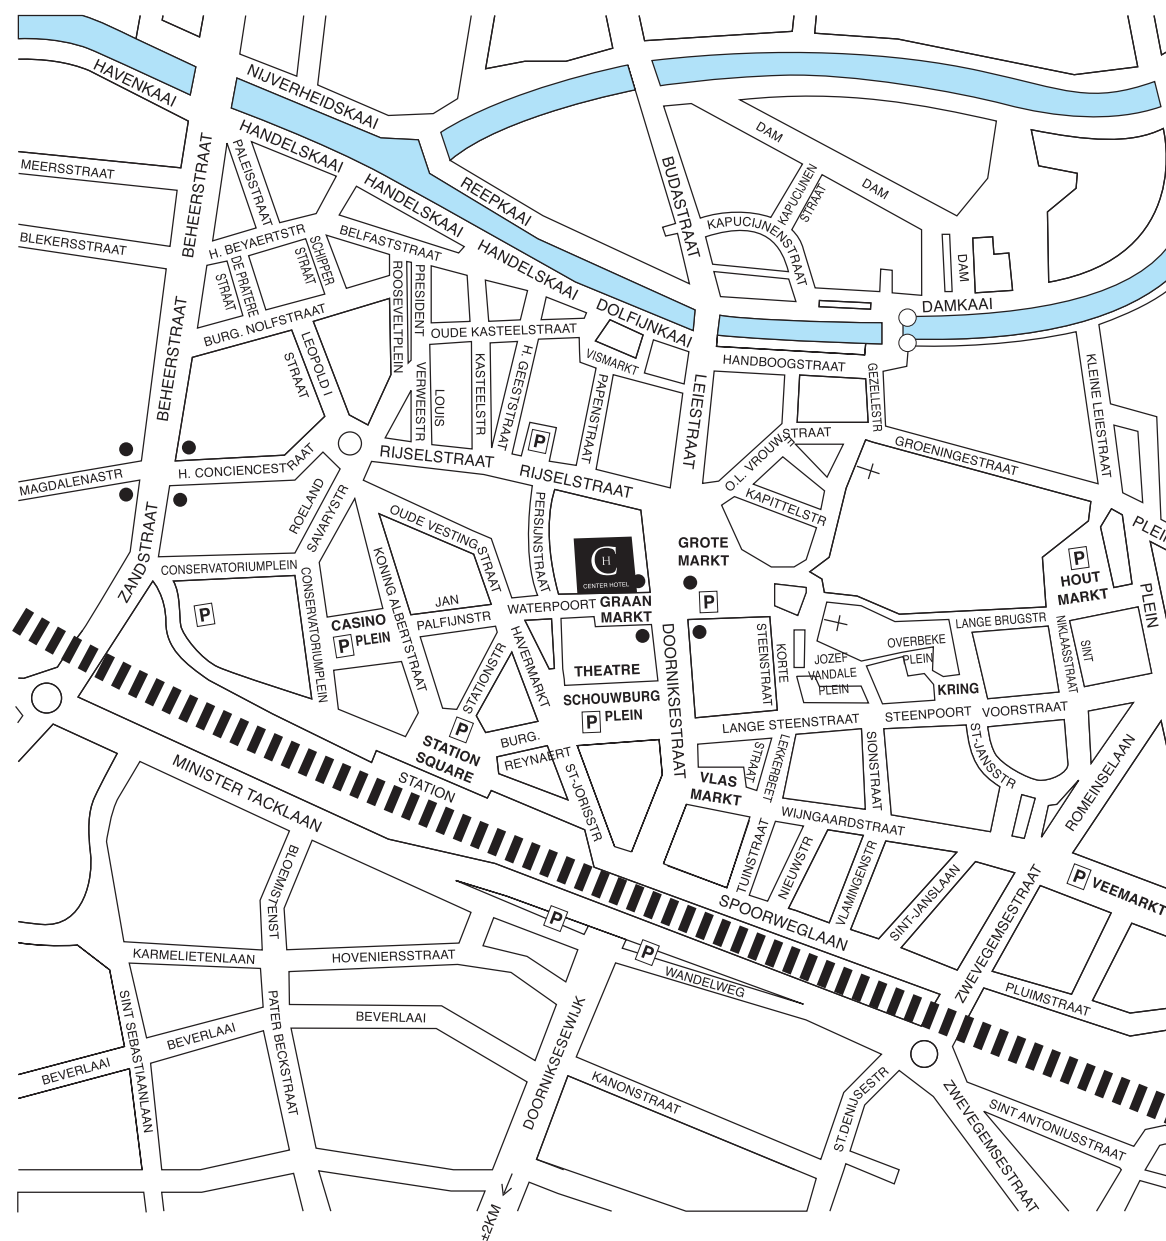 HAVENKAAI
NIJVERHEIDSKAAI
HANDELSKAAI
HANDELSKAAI
HANDELSKAAI
REEPKAAI
DOLFIJNKAAI
DAM
DAM
DAM
DAMKAAI
BUDASTRAAT
KAPUCIJNEN
STRAAT
KAPUCIJNENSTRAAT
MEERSSTRAAT
BLEKERSSTRAAT
BEHEERSTRAAT
BEHEERSTRAAT
PALEISSTRAAT
H. BEYAERTSTR
DE PRATERE
STRAAT
SCHIPPER
STRAAT
BELFASTSTRAAT
BURG. NOLFSTRAAT
LEOPOLD I
STRAAT
PRESIDENT
ROOSEVELTPLEIN
OUDE KASTEELSTRAAT
LOUIS
VERWEESTR
KASTEELSTR
H. GEESTSTRAAT
VISMARKT
PAPENSTRAAT
LEIESTRAAT
HANDBOOGSTRAAT
GEZELLESTR
O.L. VROUWE
STRAAT
GROENINGESTRAAT
KLEINE LEIESTRAAT
KAPITTELSTR
RIJSELSTRAAT
RIJSELSTRAAT
P
MAGDALENASTR
H. CONCIENCESTRAAT
ROELAND
SAVARYSTR
ZANDSTRAAT
CONSERVATORIUMPLEIN
CONSERVATORIUMPLEIN
P
OUDE VESTINGSTRAAT
KONING ALBERTSTRAAT
PERSIJNSTRAAT
CH
CENTER HOTEL
GROTE
MARKT
P
GRAAN
MARKT
WATERPOORT
JAN
PALFIJNSTR
CASINO
PLEIN
P
HAVERMARKT
STATIONSTR
THEATRE
SCHOUWBURG
PLEIN
P
DOORNIKSESTRAAT
STEENSTRAAT
KORTE
JOZEF
VANDALE
PLEIN
OVERBEKE
PLEIN
KRING
LANGE BRUGSTR
NIKLAASSTRAAT
SINT
P
HOUT
MARKT
PLEIN
PLEIN
LANGE STEENSTRAAT
STEENPOORT
VOORSTRAAT
ST-JANSSTR
SIONSTRAAT
LEKKERBEET
STRAAT
VLAS
MARKT
P
STATION
SQUARE
STATION
BURG.
REYNAERT
ST-JORISSTR
WIJNGAARDSTRAAT
TUINSTRAAT
NIEUWSTR
VLAMINGENSTR
SINT-JANSLAAN
ROMEINSELAAN
P VEEMARKT
ZWEVEGEMSESTRAAT
MINISTER TACKLAAN
SPOORWEGLAAN
BLOEMISTENST
P
P
WANDELWEG
PLUIMSTRAAT
KARMELIETENLAAN
HOVENIERSSTRAAT
SINT SEBASTIAANLAAN
PATER BECKSTRAAT
BEVERLAAI
BEVERLAAI
BEVERLAAI
DOORNIKSESEWIJK
KANONSTRAAT
ST.DENIJSESTR
ZWEVEGEMSESTRAAT
SINT ANTONIUSSTRAAT
±2KM